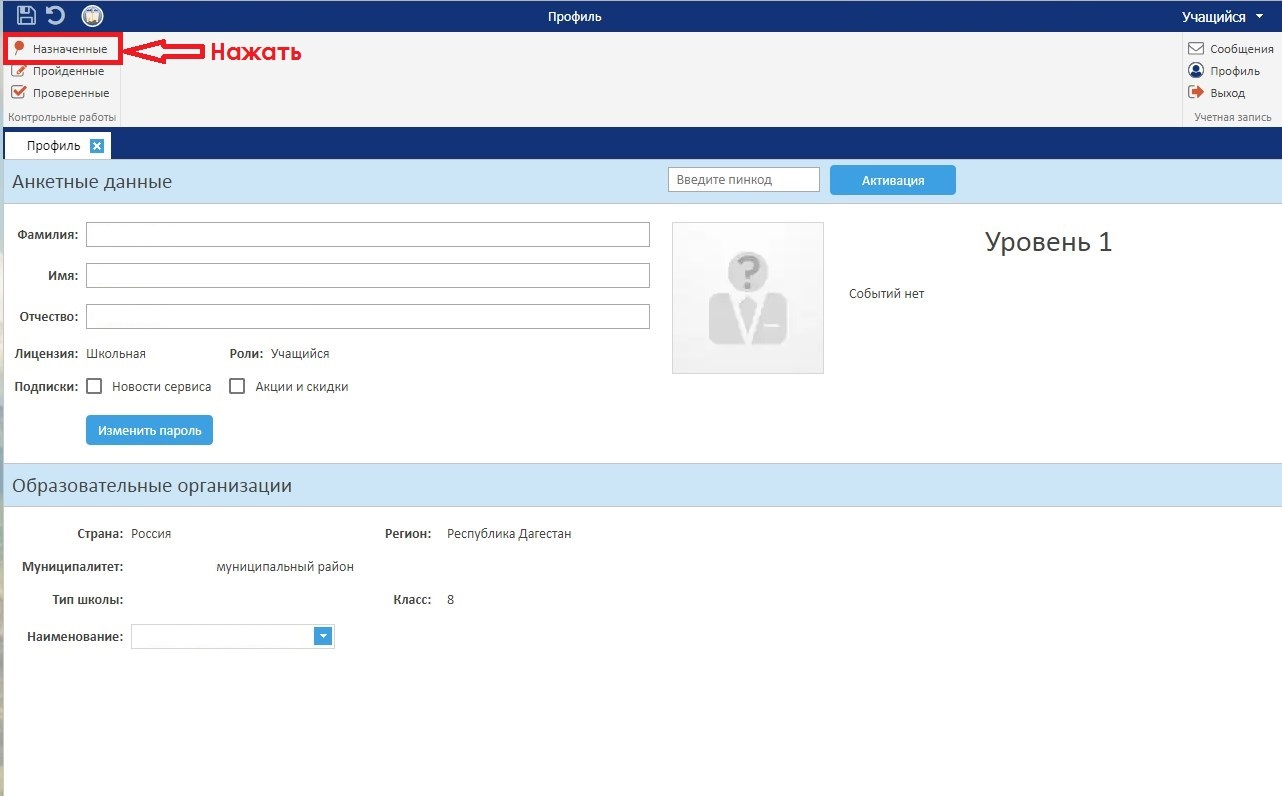 Профиль
Учащийся
Назначенные
Нажать
Пройденные
Проверенные
Контрольные работы
Сообщения
Профиль
Выход
Учетная запись
Профиль
Анкетные данные
Введите пинкод
Активация
Фамилия:
Имя:
Отчество:
Лицензия: Школьная Роли: Учащийся
Подписки: Новости сервиса Акции и скидки
Изменить пароль
?
Уровень 1
Событий нет
Образовательные организации
Страна: Россия Регион: Республика Дагестан
Муниципалитет: муниципальный район
Тип школы: Класс: 8
Наименование: